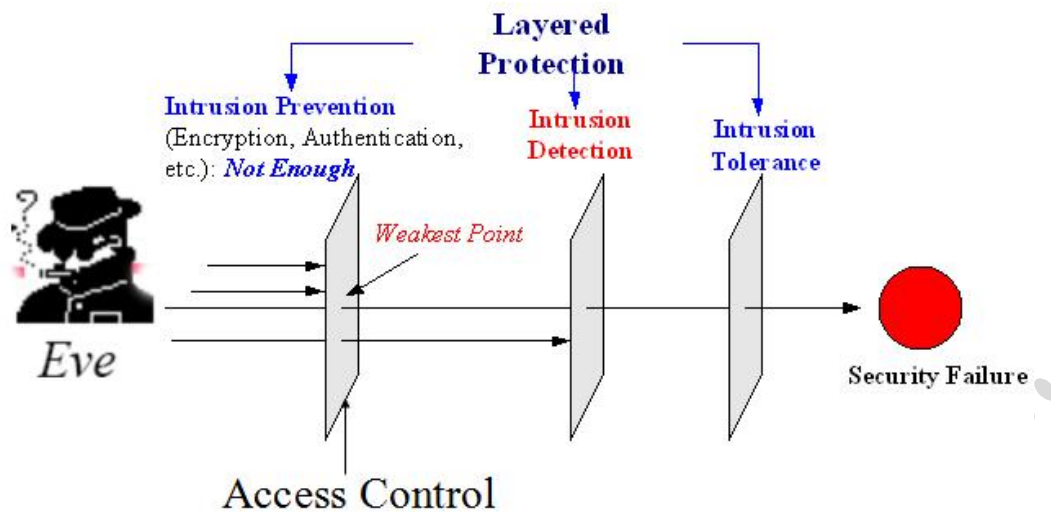 Layered
Protection
Intrusion Prevention
(Encryption, Authentication,
etc.): Not Enough
Intrusion
Detection
Intrusion
Tolerance
Weakest Point
Eve
Security Failure
Access Control